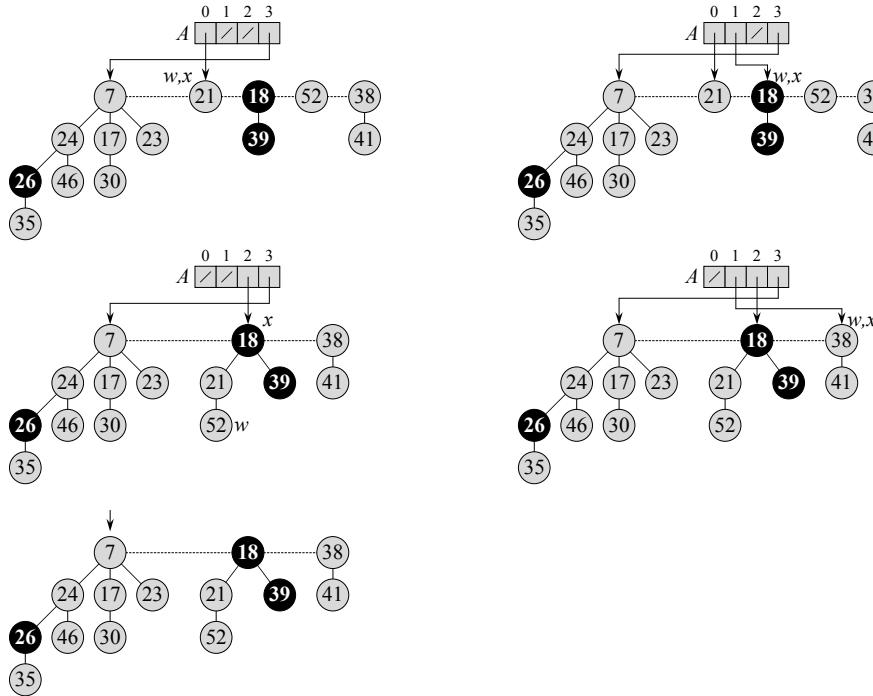 0 1 2 3
A
w,x
7 21 18 52 38
24 17 23 39 41
26 46 30
35
0 1 2 3
A
w,x
7 21 18 52
24 17 23 39
26 46 30
35
0 1 2 3
A
x
7 18 38
24 17 23 21 39 41
26 46 30 52 w
35
0 1 2 3
A
w,x
7 18 38
24 17 23 21 39 41
26 46 30 52
35
7 18 38
24 17 23 21 39 41
26 46 30 52
35